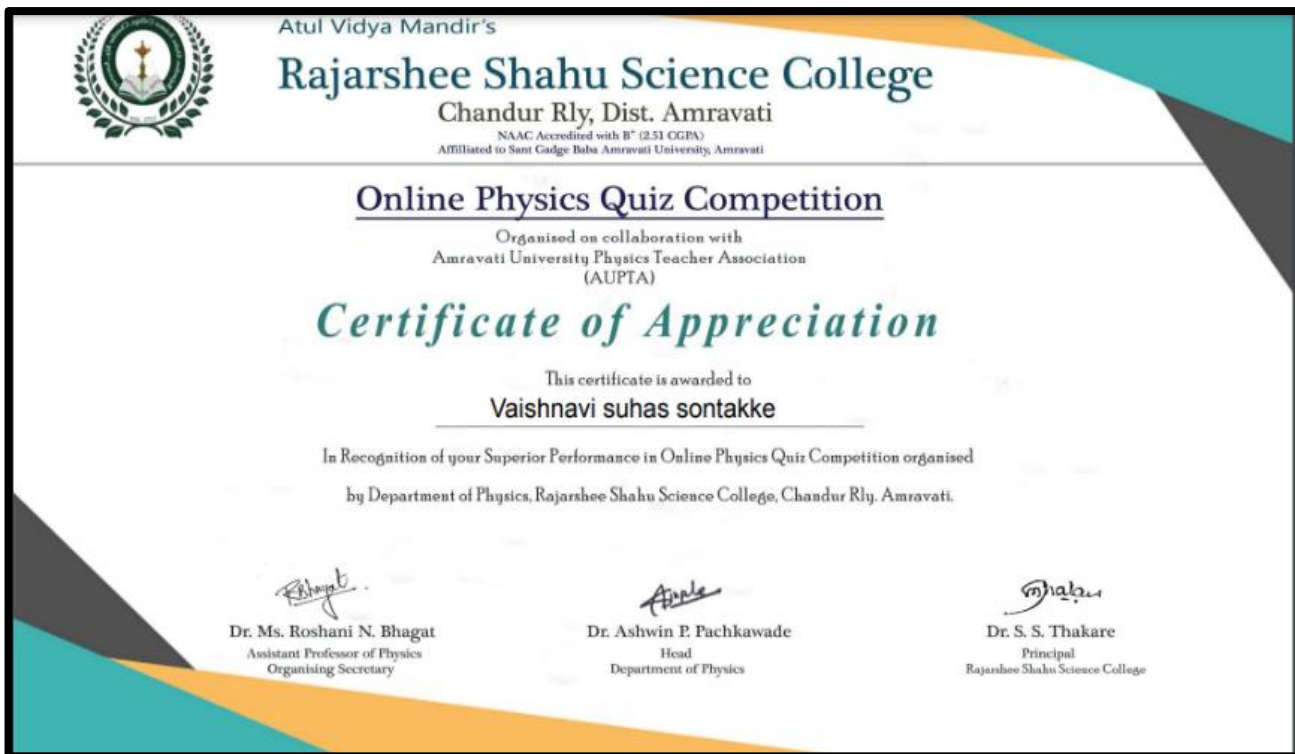 Atul Vidya Mandir's
Rajarshee Shahu Science College
Chandur Rly, Dist. Amravati
NAAC Accredited with B+ (2.51 CGPA)
Affilliated to Sant Gadge Baba Amravati University, Amravati
Online Physics Quiz Competition
Organised on collaboration with
Amravati University Physics Teacher Association
(AUPTA)
Certificate of Appreciation
This certificate is awarded to
Vaishnavi suhas sontakke
In Recognition of your Superior Performance in Online Physics Quiz Competition organised
by Department of Physics, Rajarshee Shahu Science College, Chandur Rly. Amravati.
Dr. Ms. Roshani N. Bhagat
Assistant Professor of Physics
Organising Secretary
Dr. Ashwin P. Pachkawade
Head
Department of Physics
Dr. S. S. Thakare
Principal
Rajarshee Shahu Science College